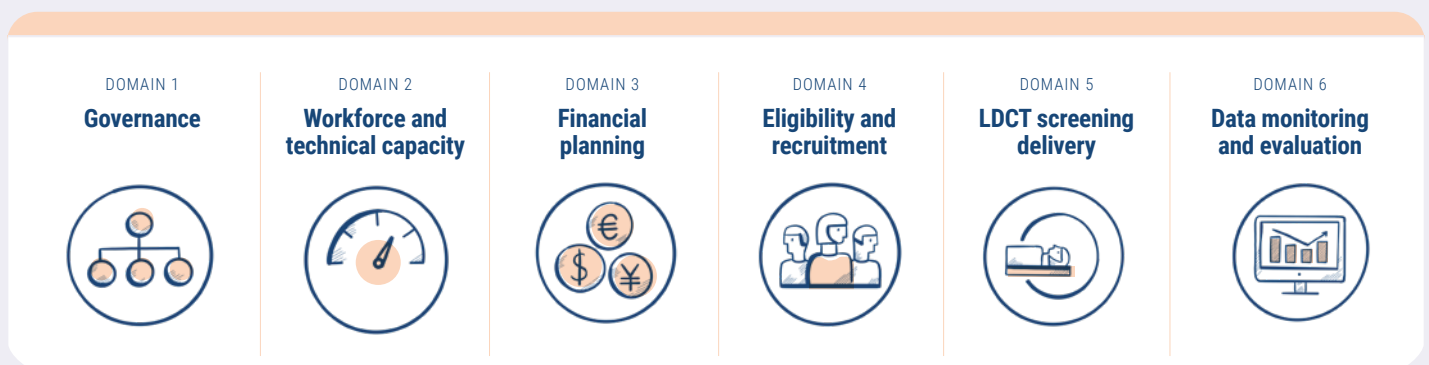 DOMAIN 1
Governance
DOMAIN 2
Workforce and
technical capacity
DOMAIN 3
Financial
planning
€
$
¥
DOMAIN 4
Eligibility and
recruitment
DOMAIN 5
LDCT screening
delivery
DOMAIN 6
Data monitoring
and evaluation